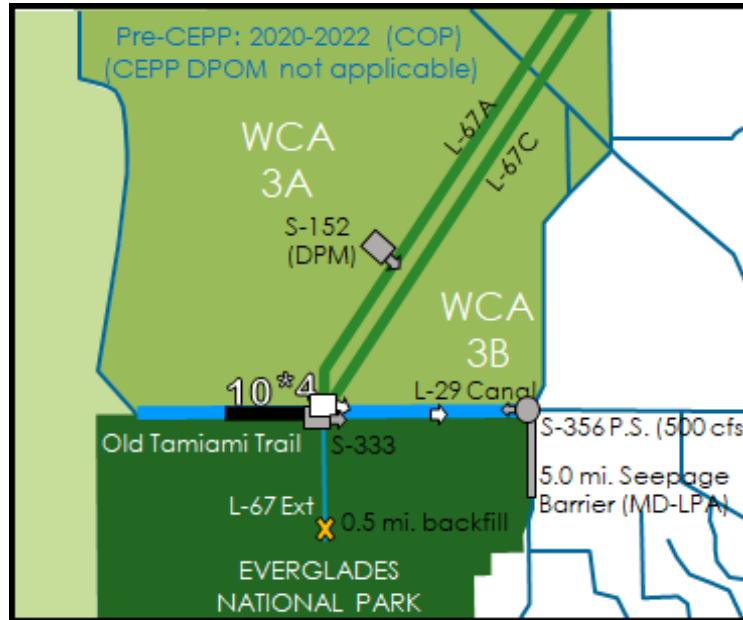 Pre-CEPP: 2020-2022 (COP)
(CEPP DPOM not applicable)
WCA
3A
L-67A
L-67C
S-152
(DPM)
WCA
3B
10*4
L-29 Canal
Old Tamiami Trail
S-333
S-356 P.S. (500 cfs
5.0 mi. Seepage
Barrier (MD-LPA)
L-67 Ext
0.5 mi. backfill
EVERGLADES
NATIONAL PARK